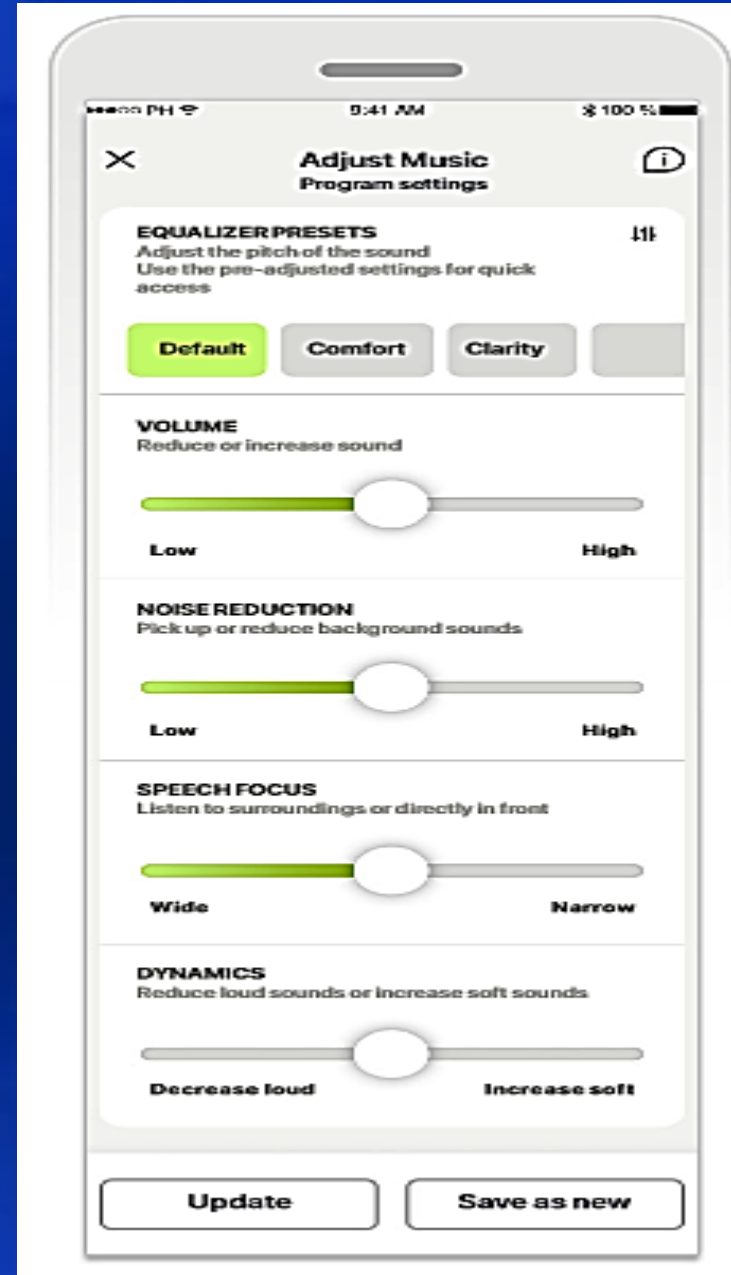 PH 9:41 AM 100 %
Adjust Music
Program settings
EQUALIZER PRESETS
Adjust the pitch of the sound
Use the pre-adjusted settings for quick
access
Default Comfort Clarity
VOLUME
Reduce or increase sound
Low High
NOISE REDUCTION
Pick up or reduce background sounds
Low High
SPEECH FOCUS
Listen to surroundings or directly in front
Wide Narrow
DYNAMICS
Reduce loud sounds or increase soft sounds
Decrease loud Increase soft
Update Save as new